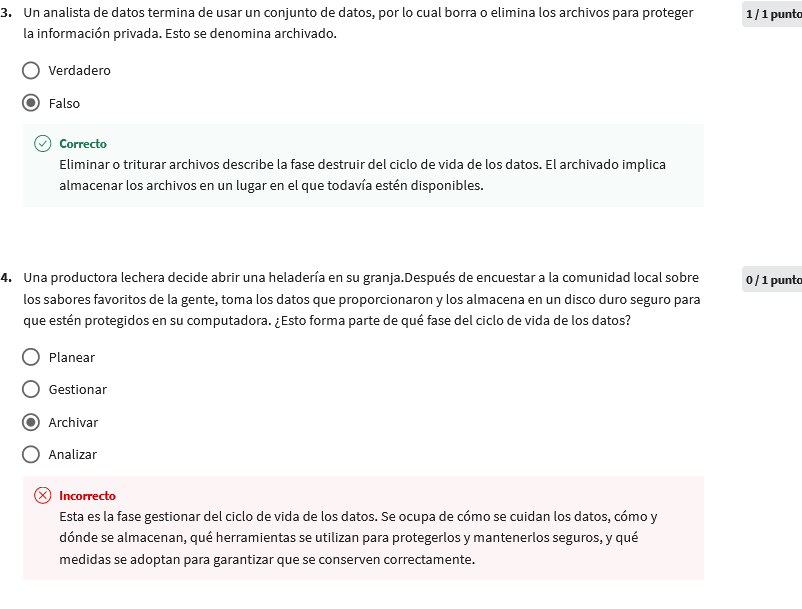 3. Un analista de datos termina de usar un conjunto de datos, por lo cual borra o elimina los archivos para proteger
la información privada. Esto se denomina archivado.
1 / 1 punto
Verdadero
Falso
Correcto
Eliminar o triturar archivos describe la fase destruir del ciclo de vida de los datos. El archivado implica
almacenar los archivos en un lugar en el que todavía estén disponibles.
4. Una productora lechera decide abrir una heladería en su granja.Después de encuestar a la comunidad local sobre
los sabores favoritos de la gente, toma los datos que proporcionaron y los almacena en un disco duro seguro para
que estén protegidos en su computadora. ¿Esto forma parte de qué fase del ciclo de vida de los datos?
0 / 1 punto
Planear
Gestionar
Archivar
Analizar
Incorrecto
Esta es la fase gestionar del ciclo de vida de los datos. Se ocupa de cómo se cuidan los datos, cómo y
dónde se almacenan, qué herramientas se utilizan para protegerlos y mantenerlos seguros, y qué
medidas se adoptan para garantizar que se conserven correctamente.